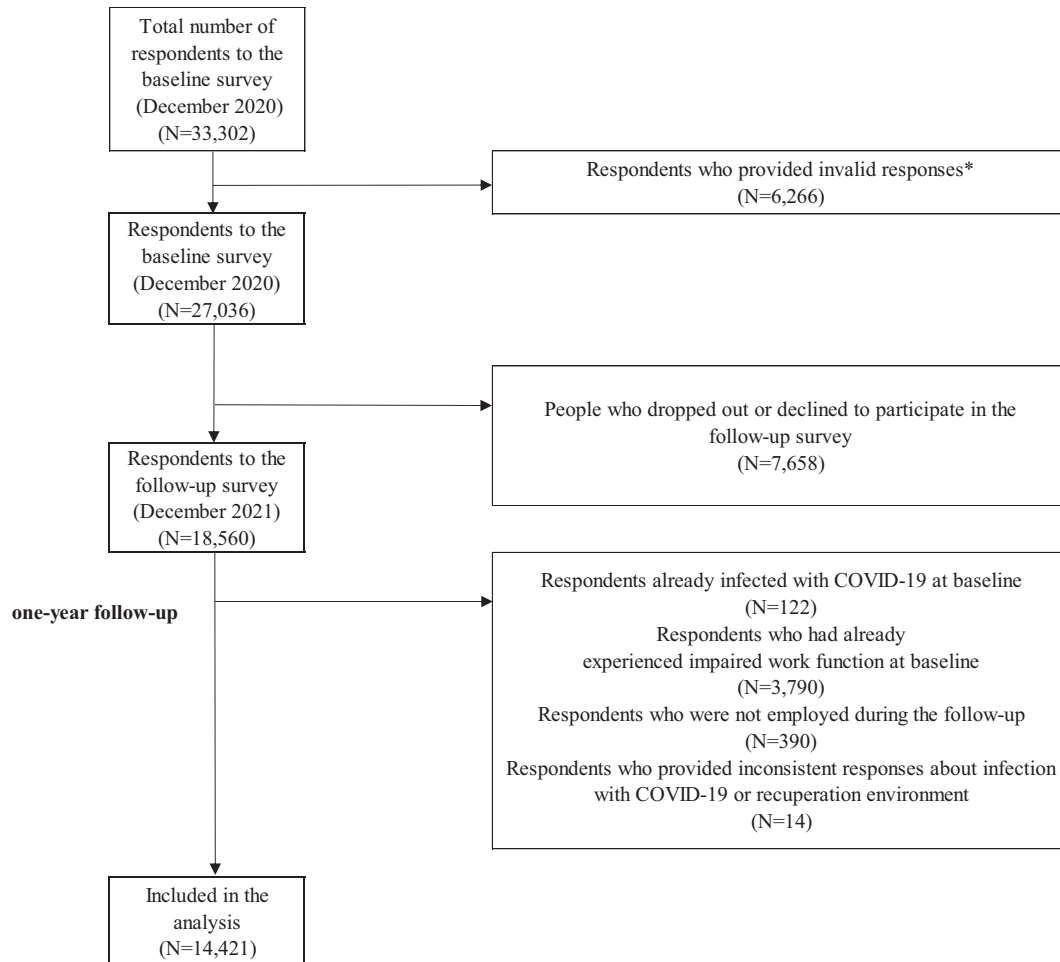 Total number of
respondents to the
baseline survey
(December 2020)
(N=33,302)
Respondents who provided invalid responses*
(N=6,266)
Respondents to the
baseline survey
(December 2020)
(N=27,036)
People who dropped out or declined to participate in the
follow-up survey
(N=7,658)
Respondents to the
follow-up survey
(December 2021)
(N=18,560)
one-year follow-up
Respondents already infected with COVID-19 at baseline
(N=122)
Respondents who had already
experienced impaired work function at baseline
(N=3,790)
Respondents who were not employed during the follow-up
(N=390)
Respondents who provided inconsistent responses about infection
with COVID-19 or recuperation environment
(N=14)
Included in the
analysis
(N=14,421)